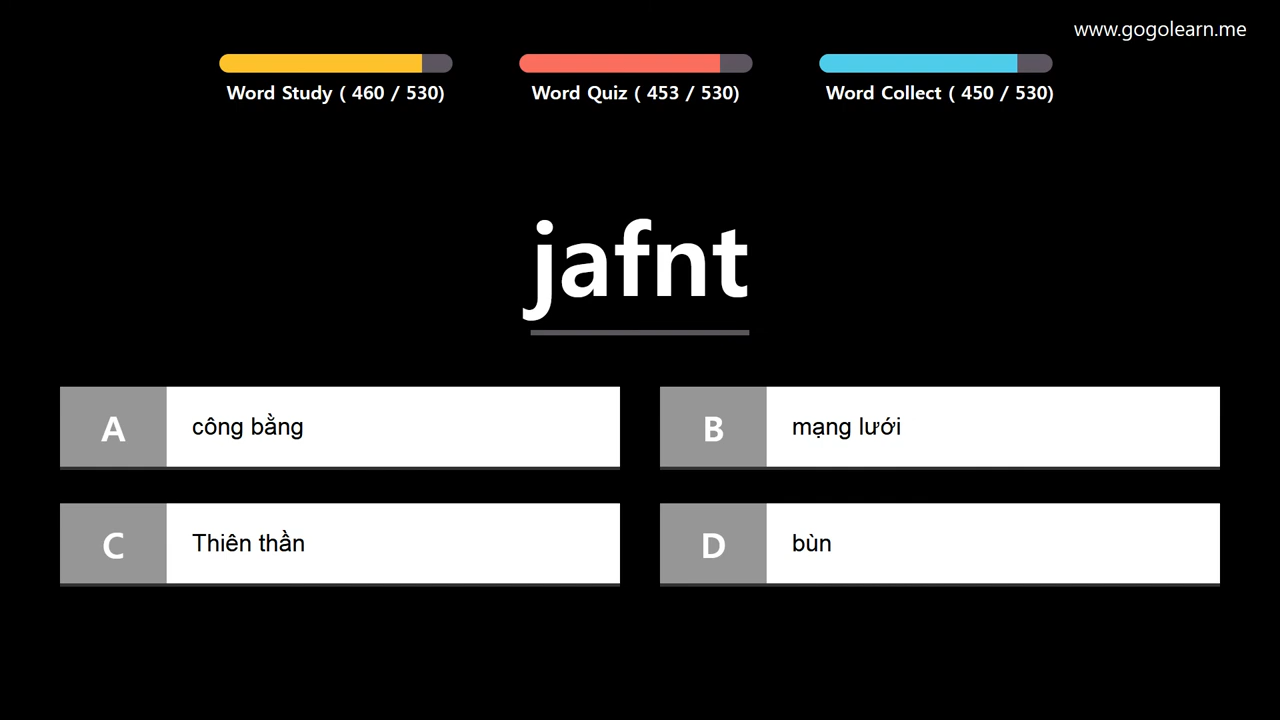 www.gogolearn.me
Word Study ( 460 / 530)
Word Quiz ( 453 / 530)
Word Collect ( 450 / 530)
jafnt
A công bằng
B mạng lưới
C Thiên thần
D bùn